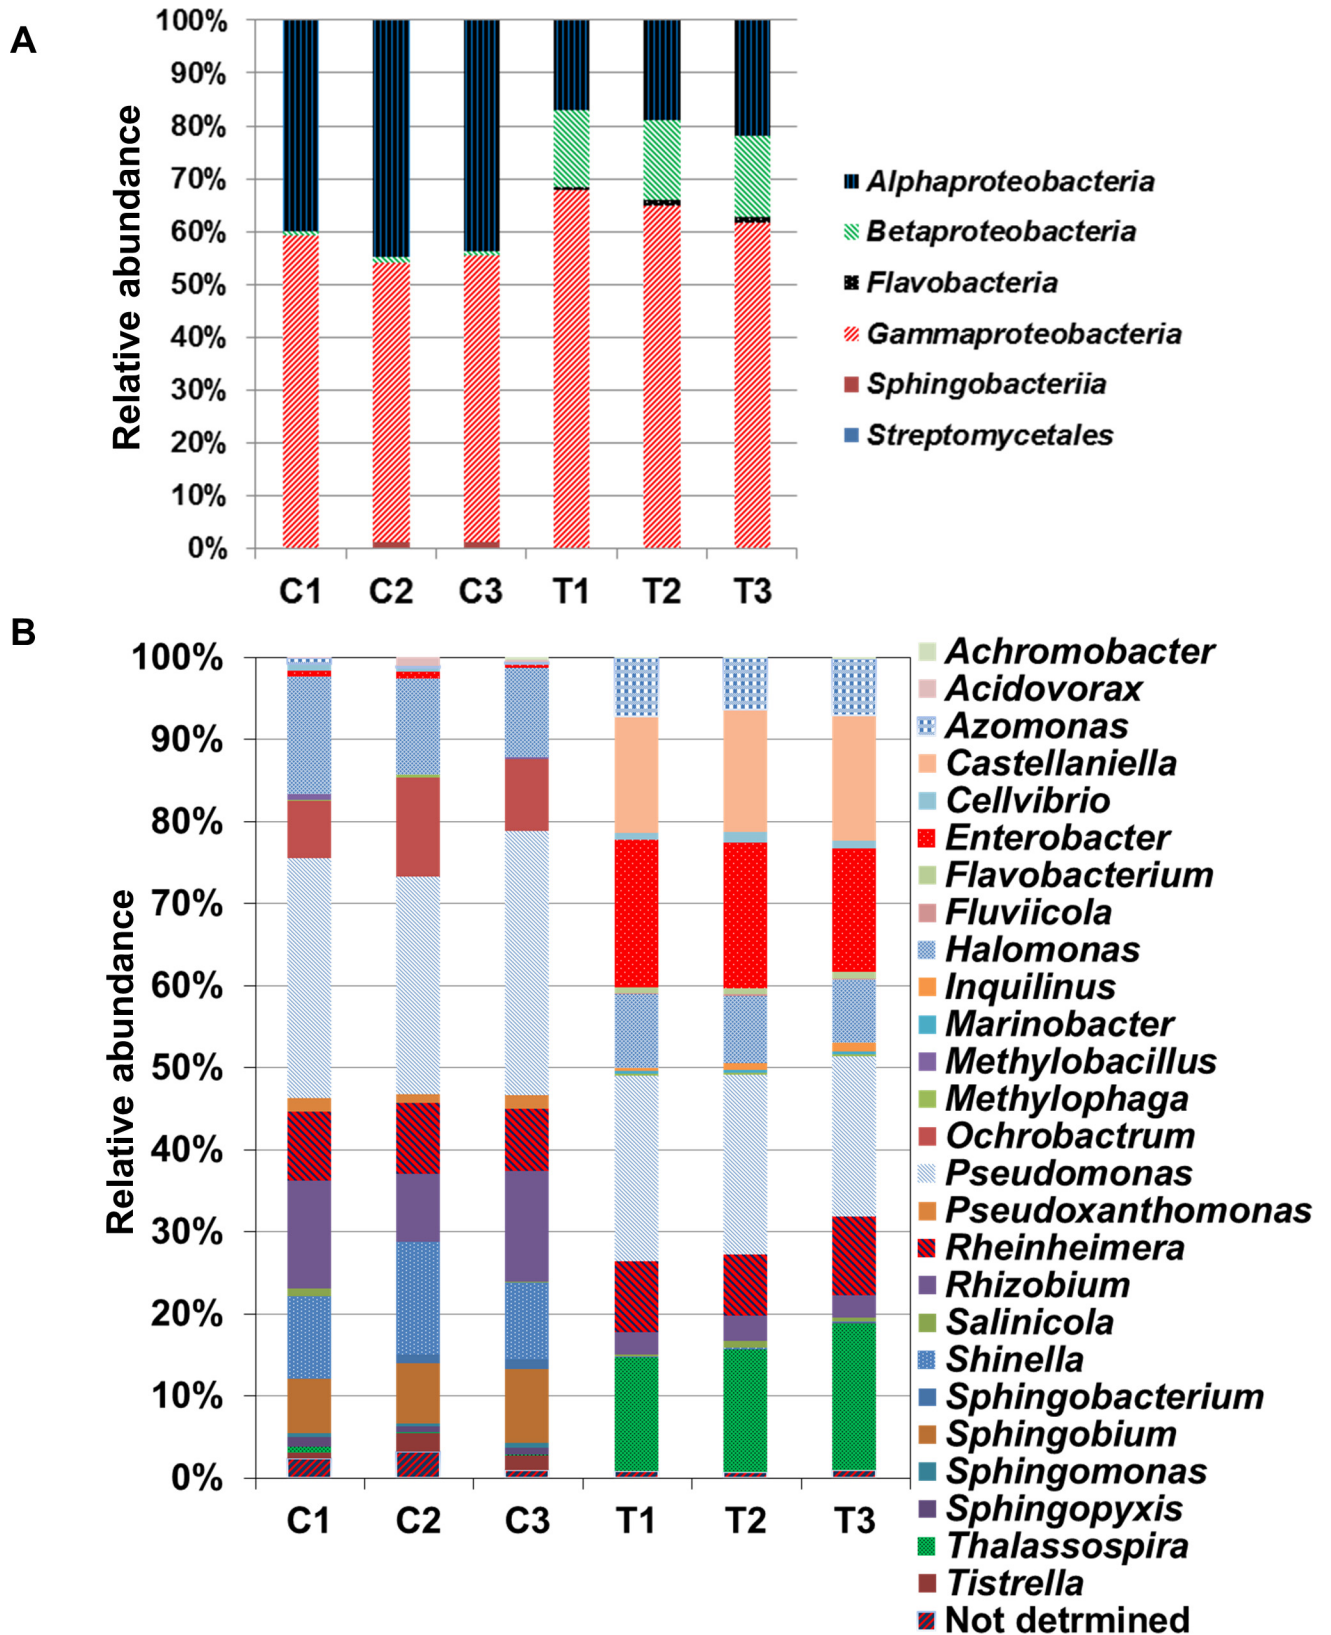 A
Relative abundance
100%
90%
80%
70%
60%
50%
40%
30%
20%
10%
0%
C1 C2 C3 T1 T2 T3
Alphaproteobacteria
Betaproteobacteria
Flavobacteria
Gammaproteobacteria
Sphingobacteriia
Streptomycetales
B
Relative abundance
100%
90%
80%
70%
60%
50%
40%
30%
20%
10%
0%
C1 C2 C3 T1 T2 T3
Achromobacter
Acidovorax
Azomonas
Castellaniella
Cellvibrio
Enterobacter
Flavobacterium
Fluviicola
Halomonas
Inquilinus
Marinobacter
Methylobacillus
Methylophaga
Ochrobactrum
Pseudomonas
Pseudoxanthomonas
Rheinheimera
Rhizobium
Salinicola
Shinella
Sphingobacterium
Sphingobium
Sphingomonas
Sphingopyxis
Thalassospira
Tistrella
Not detrmined